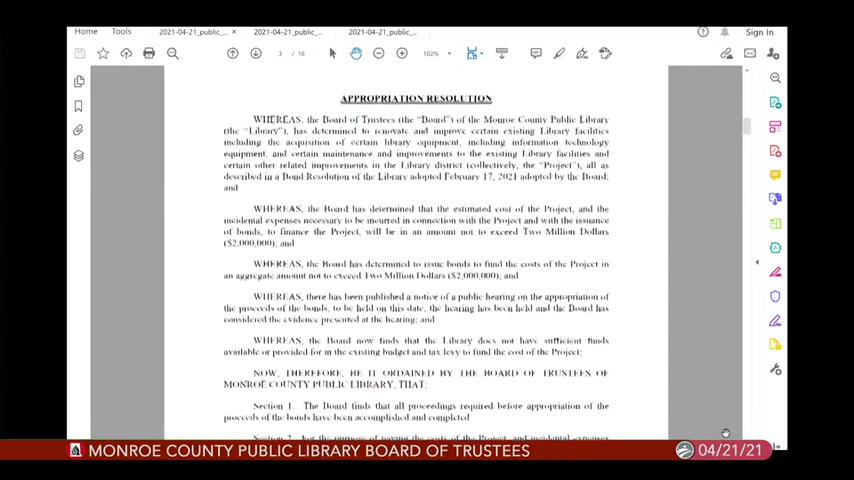 Home Tools 2021-04-21_public_... × 2021-04-21_public_... 2021-04-21_public_... Sign In
3 / 16 102%
APPROPRIATION RESOLUTION
WHEREAS, the Board of Trustees (the "Board") of the Monroe County Public Library
(the "Library"), has determined to renovate and improve certain existing Library facilities
including the acquisition of certain library equipment, including information technology
equipment, and certain maintenance and improvements to the existing Library facilities and
certain other related improvements in the Library district (collectively, the "Project"), all as
described in a Bond Resolution of the Library adopted February 17, 2021 adopted by the Board;
and
WHEREAS, the Board has determined that the estimated cost of the Project, and the
incidental expenses necessary to be incurred in connection with the Project and with the issuance
of bonds, to finance the Project, will be in an amount not to exceed Two Million Dollars
($2,000,000); and
WHEREAS, the Board has determined to issue bonds to fund the costs of the Project in
an aggregate amount not to exceed Two Million Dollars ($2,000,000); and
WHEREAS, there has been published a notice of a public hearing on the appropriation of
the proceeds of the bonds, to be held on this date, the hearing has been held and the Board has
considered the evidence presented at the hearing; and
WHEREAS, the Board now finds that the Library does not have sufficient funds
available or provided for in the existing budget and tax levy to fund the cost of the Project;
NOW, THEREFORE, BE IT ORDAINED BY THE BOARD OF TRUSTEES OF
MONROE COUNTY PUBLIC LIBRARY, THAT:
Section 1. The Board finds that all proceedings required before appropriation of the
proceeds of the bonds have been accomplished and completed
Section 2. For the purpose of paying the costs of the Project, and incidental expenses
MONROE COUNTY PUBLIC LIBRARY BOARD OF TRUSTEES 04/21/21